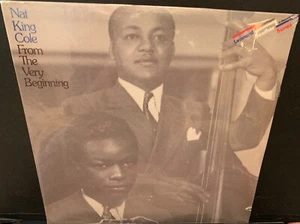 Nat
King
Cole
From
The
Very
Beginning